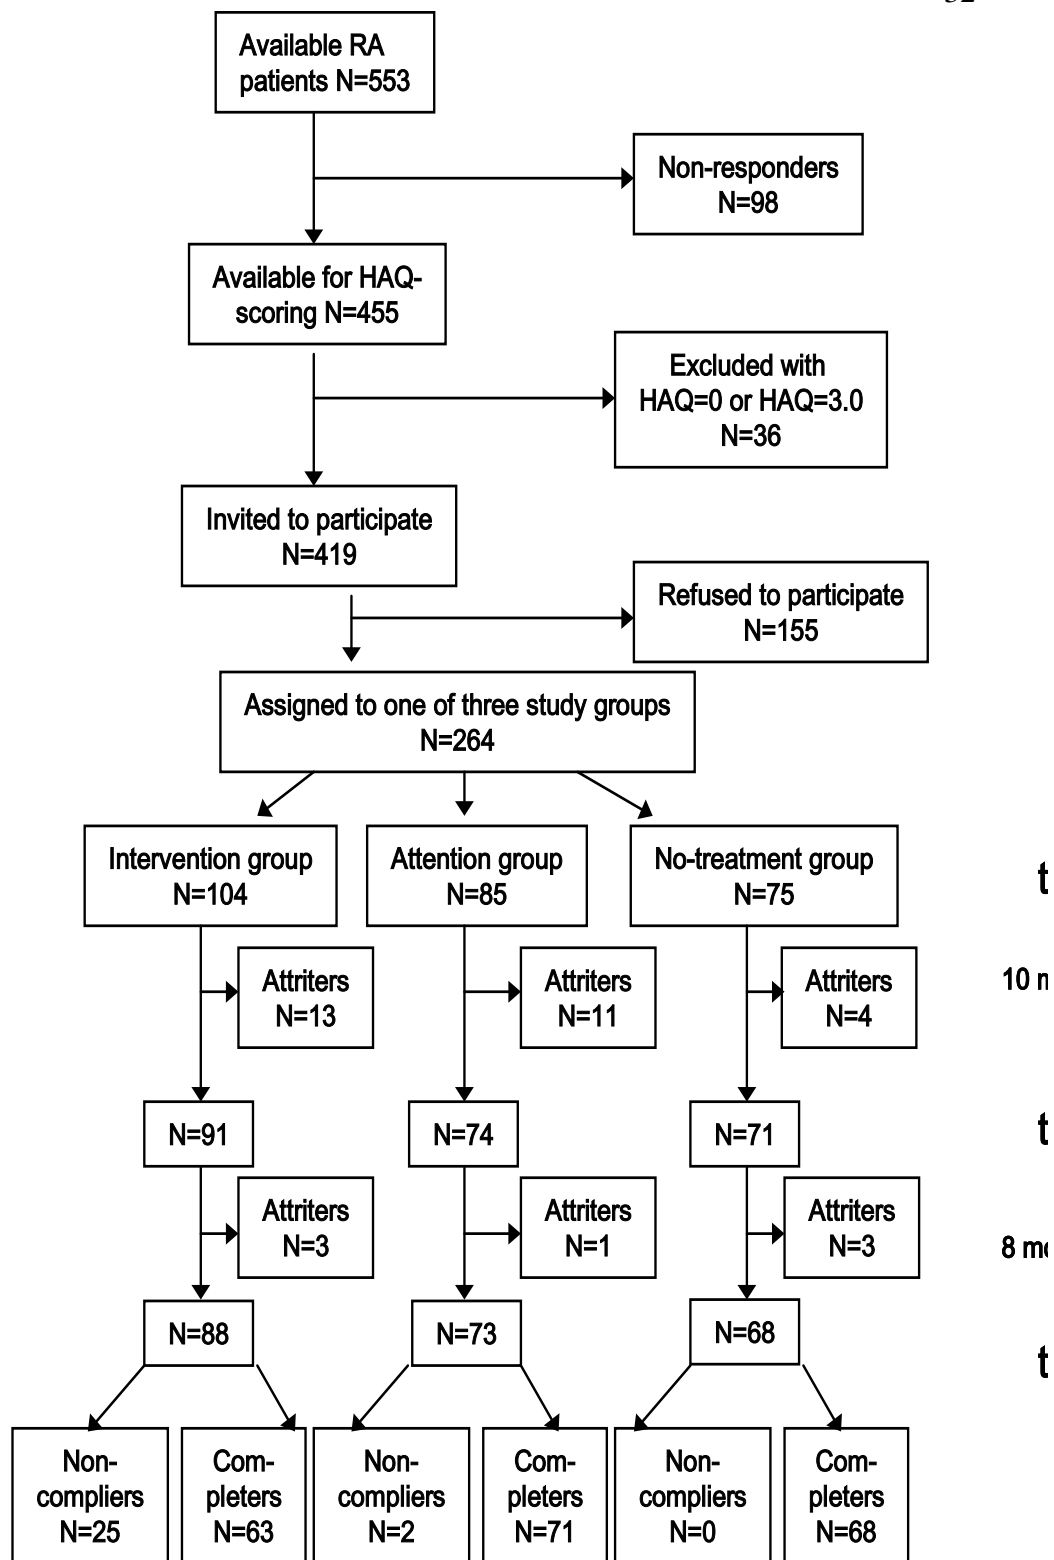 Available RA
patients N=553
Non-responders
N=98
Available for HAQ-
scoring N=455
Excluded with
HAQ=0 or HAQ=3.0
N=36
Invited to participate
N=419
Refused to participate
N=155
Assigned to one of three study groups
N=264
Intervention group
N=104
Attention group
N=85
No-treatment group
N=75
t
Attriters
N=13
Attriters
N=11
Attriters
N=4
10 m
N=91
N=74
N=71
t
Attriters
N=3
Attriters
N=1
Attriters
N=3
8 mo
N=88
N=73
N=68
t
Non-
compliers
N=25
Com-
pleters
N=63
Non-
compliers
N=2
Com-
pleters
N=71
Non-
compliers
N=0
Com-
pleters
N=68